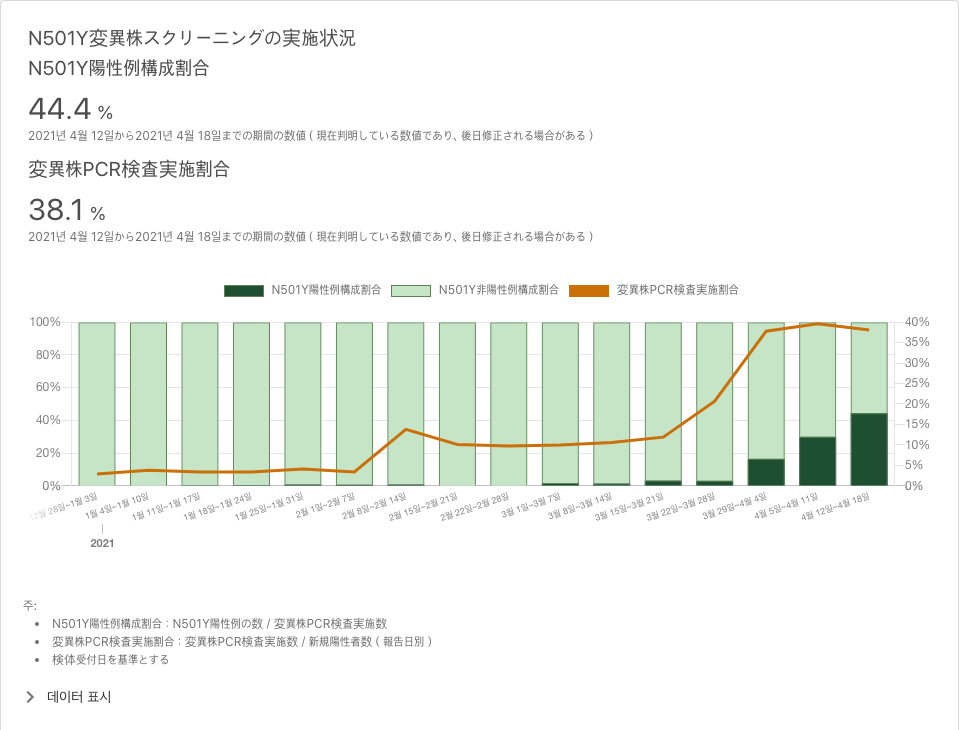 N501Y変異株スクリーニングの実施状況
N501Y陽性例構成割合
44.4 %
2021년 4월 12일から2021년 4월 18일までの期間の数値 ( 現在判明している数値であり、後日修正される場合がある )
変異株PCR検査実施割合
38.1 %
2021년 4월 12일から2021년 4월 18일までの期間の数値 ( 現在判明している数値であり、後日修正される場合がある )
N501Y陽性例構成割合 N501Y非陽性例構成割合 変異株PCR検査実施割合
100% 40%
35%
80%
30%
60% 25%
20%
40% 15%
10%
20%
5%
0% 0%
12월 28일~1월 3일
1월 4일~1월 10일
1월 11일~1월 17일
1월 18일~1월 24일
1월 25일~1월 31일
2월 1일~2월 7일
2월 8일~2월 14일
2월 15일~2월 21일
2월 22일~2월 28일
3월 1일~3월 7일
3월 8일~3월 14일
3월 15일~3월 21일
3월 22일~3월 28일
3월 29일~4월 4일
4월 5일~4월 11일
4월 12일~4월 18일
2021
주:
• N501Y陽性例構成割合：N501Y陽性例の数 / 変異株PCR検査実施数
• 変異株PCR検査実施割合：変異株PCR検査実施数 / 新規陽性者数 ( 報告日別 )
• 検体受付日を基準とする
데이터 표시